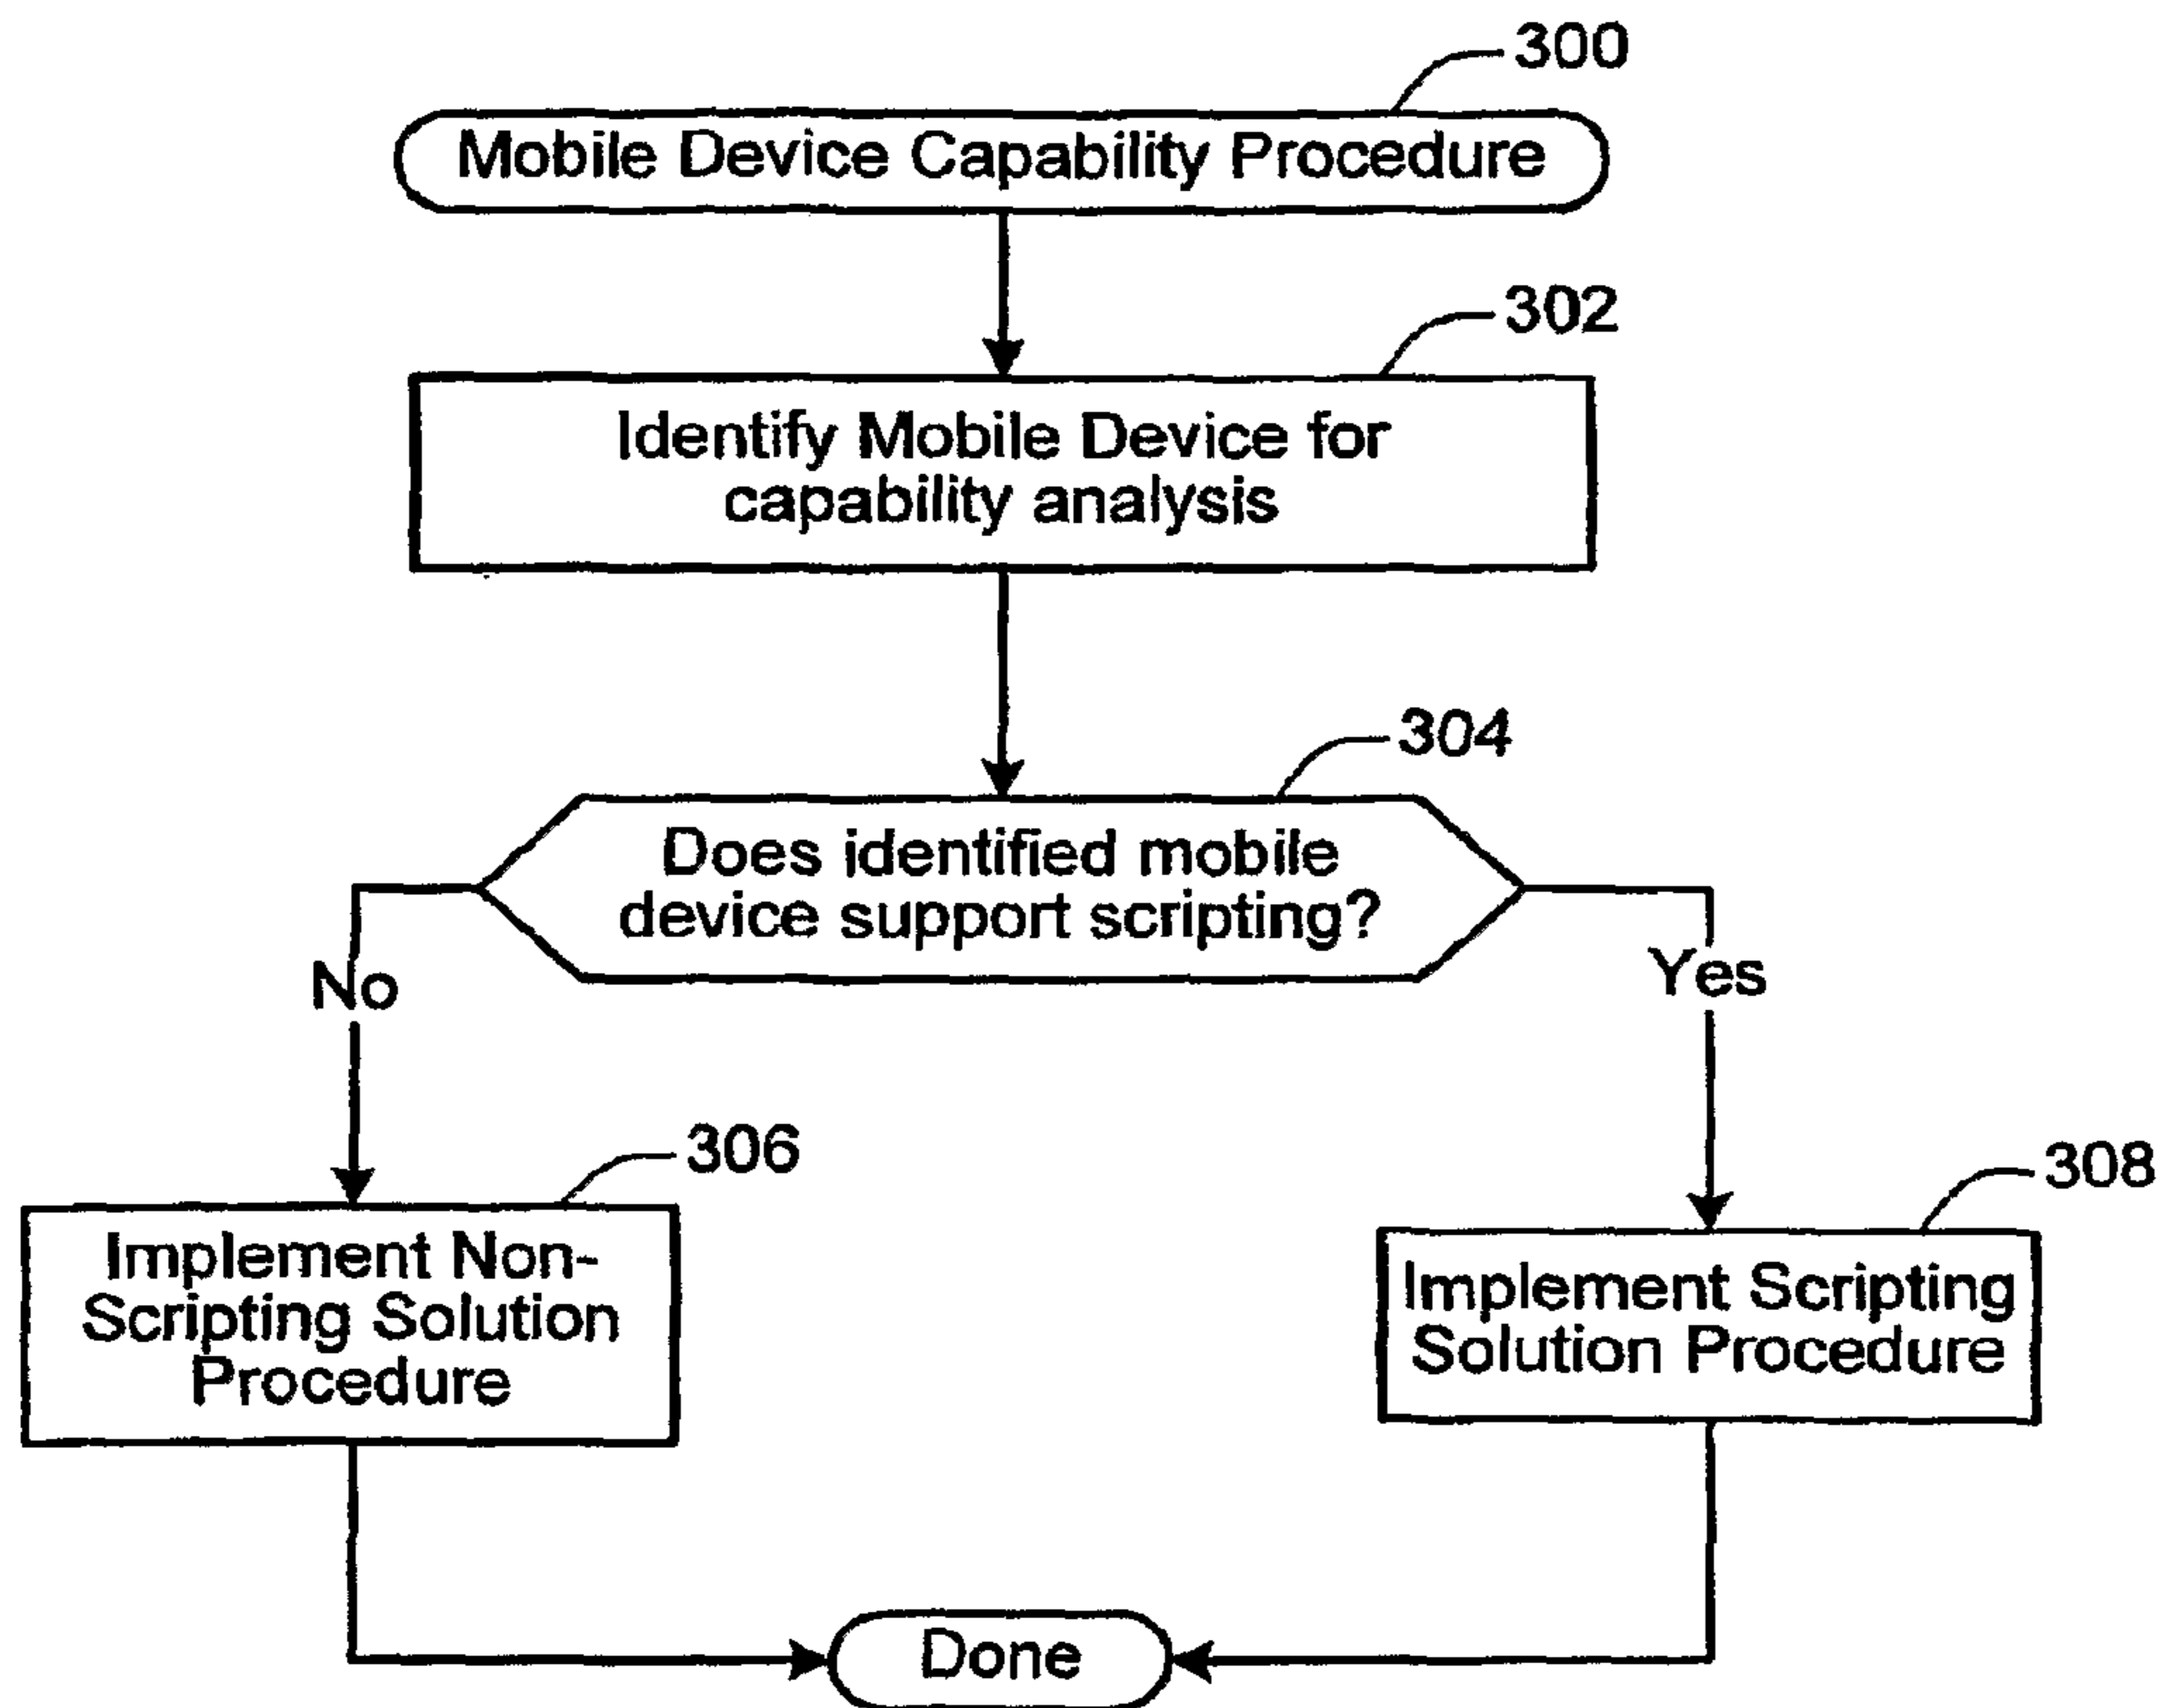 300
Mobile Device Capability Procedure
302
Identify Mobile Device for
capability analysis
304
Does identified mobile
device support scripting?
No
Yes
306
Implement Non-
Scripting Solution
Procedure
308
Implement Scripting
Solution Procedure
Done